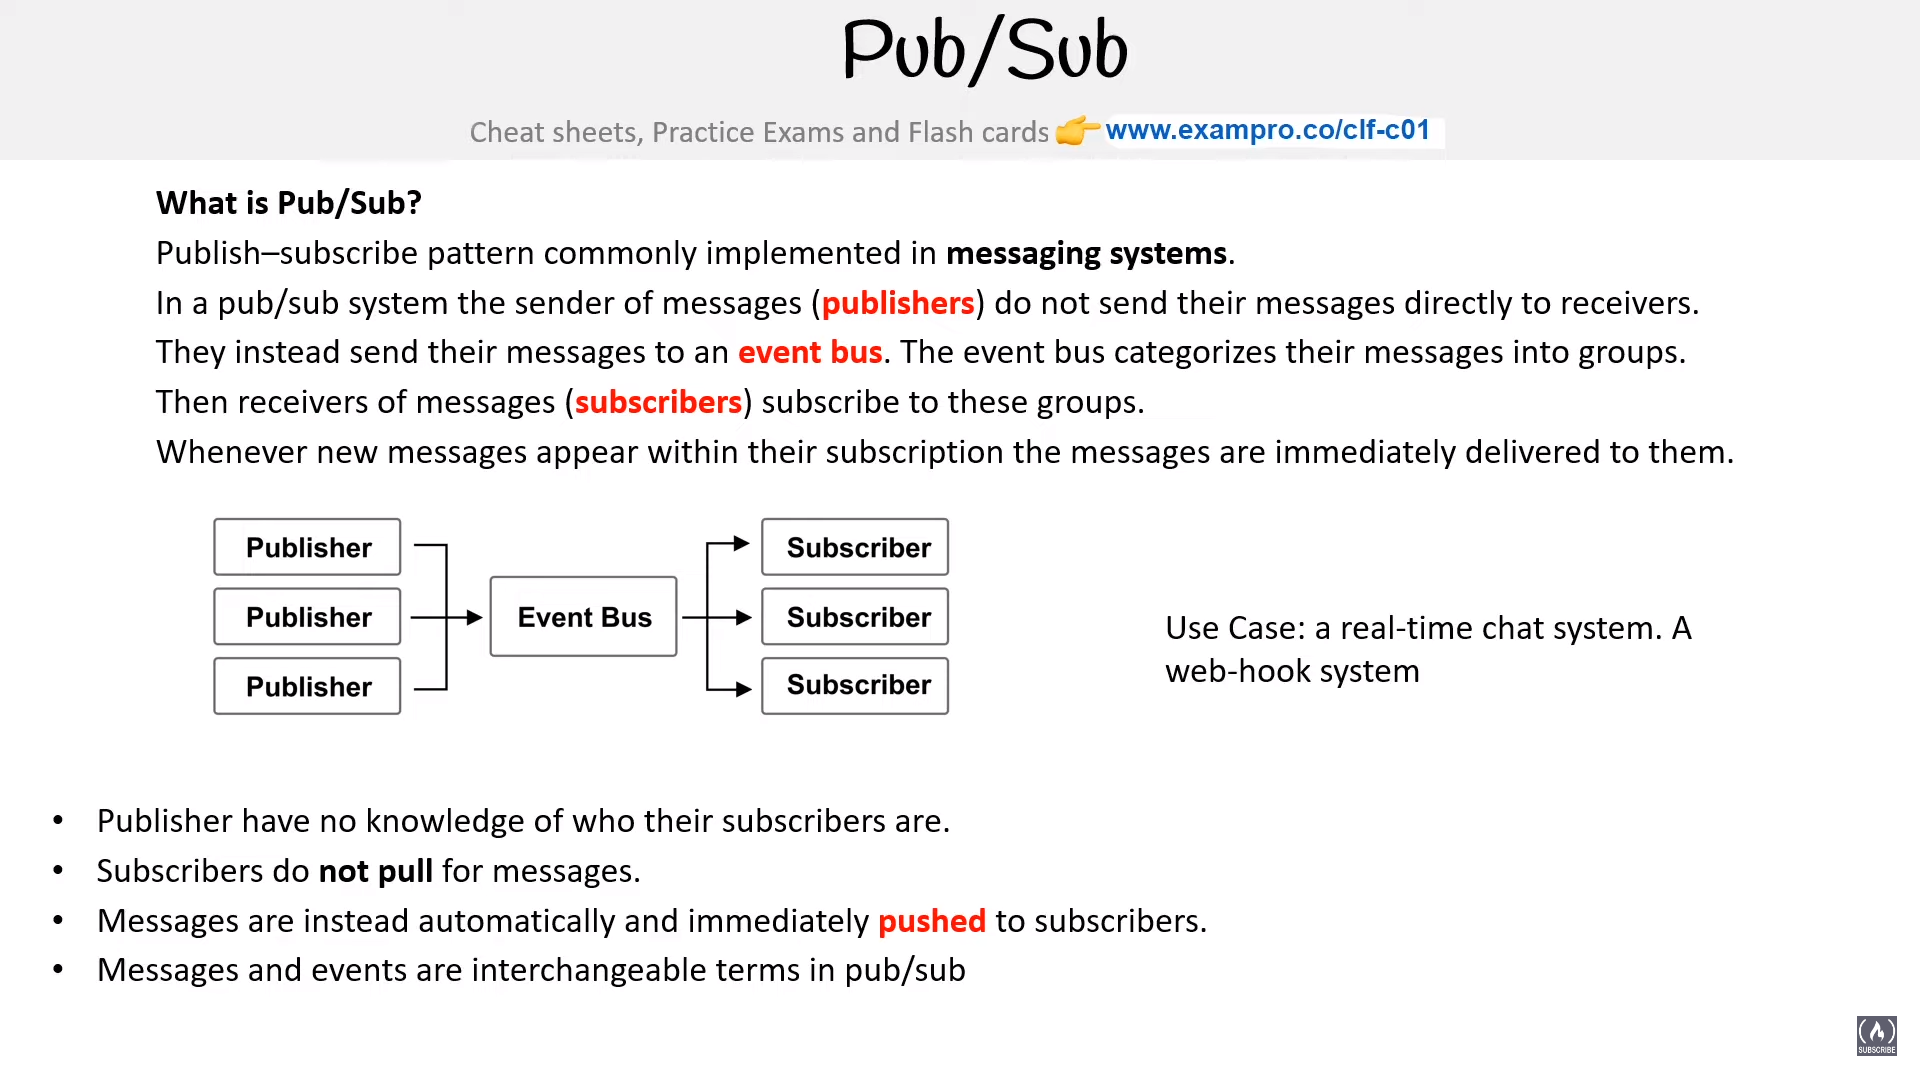 Pub/Sub
Cheat sheets, Practice Exams and Flash cards 👉 www.exampro.co/clf-c01
What is Pub/Sub?
Publish–subscribe pattern commonly implemented in messaging systems.
In a pub/sub system the sender of messages (publishers) do not send their messages directly to receivers.
They instead send their messages to an event bus. The event bus categorizes their messages into groups.
Then receivers of messages (subscribers) subscribe to these groups.
Whenever new messages appear within their subscription the messages are immediately delivered to them.
Publisher
Publisher
Publisher
Event Bus
Subscriber
Subscriber
Subscriber
Use Case: a real-time chat system. A
web-hook system
• Publisher have no knowledge of who their subscribers are.
• Subscribers do not pull for messages.
• Messages are instead automatically and immediately pushed to subscribers.
• Messages and events are interchangeable terms in pub/sub
SUBSCRIBE